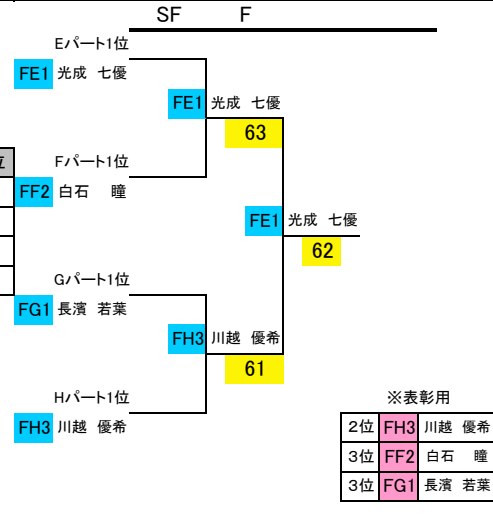 SF F
Eパート1位
FE1 光成 七優
FE1 光成 七優
63
位 Fパート1位
FF2 白石 瞳
FE1 光成 七優
62
Gパート1位
FG1 長濱 若葉
FH3 川越 優希
61
Hパート1位
FH3 川越 優希
※表彰用
2位 FH3 川越 優希
3位 FF2 白石 瞳
3位 FG1 長濱 若葉